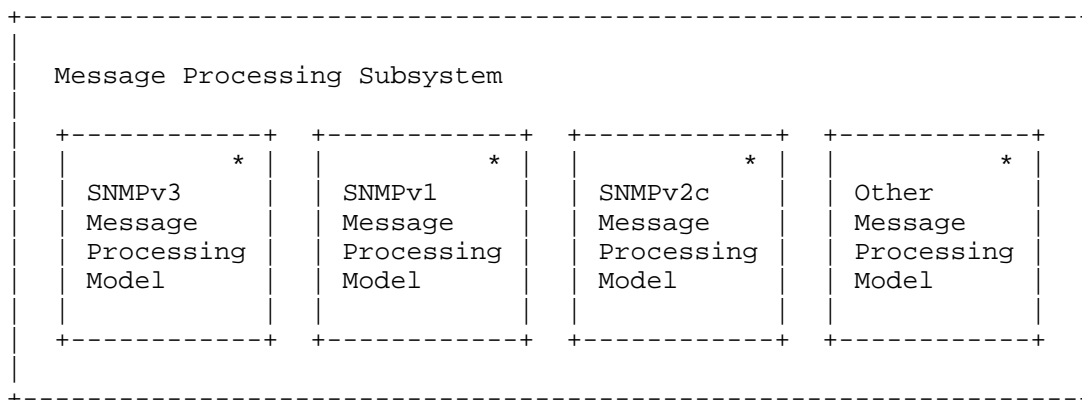 Message Processing Subsystem
* * * *
SNMPv3 SNMPv1 SNMPv2c Other
Message Message Message Message
Processing Processing Processing Processing
Model Model Model Model